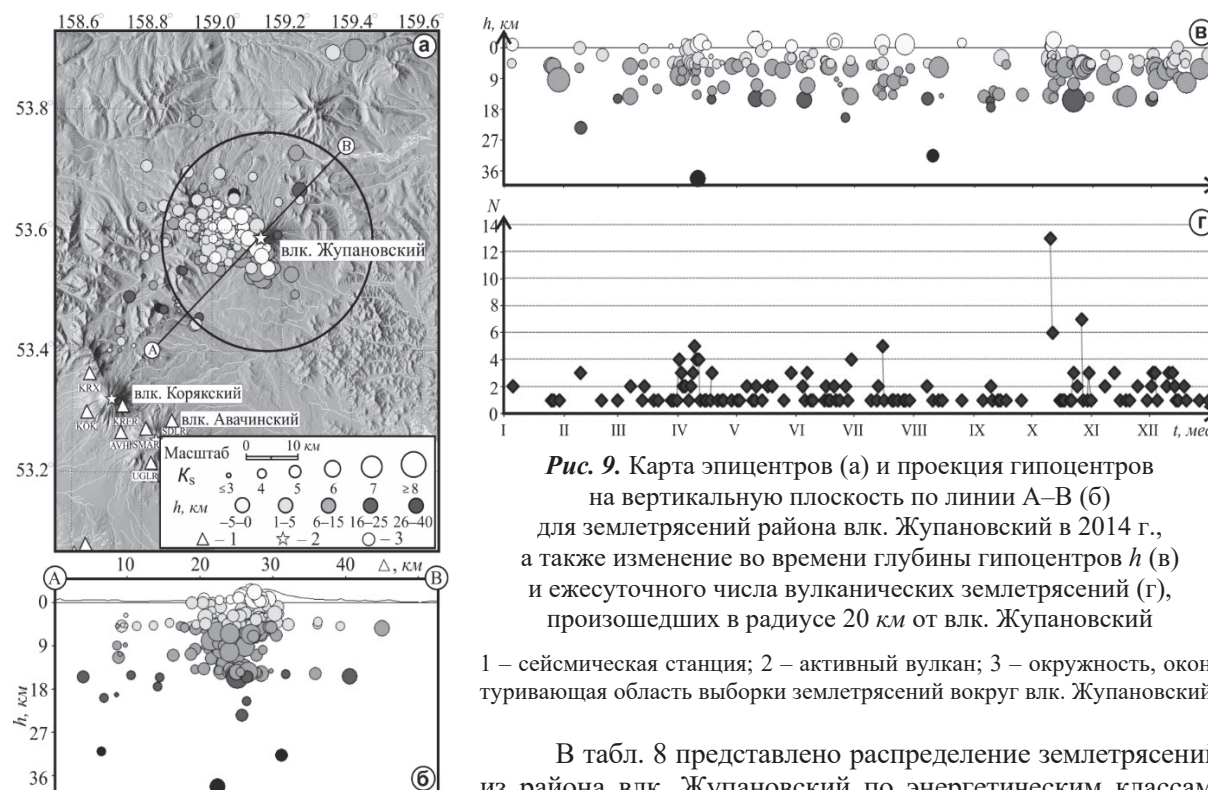 158.6° 158.8° 159.0° 159.2° 159.4° 159.6°
а
53.8°
53.6°
53.4°
53.2°
В
влк. Жупановский
А
KRX
влк. Корякский
KRER
KOK
влк. Авачинский
AVH SMAR SDLR
UGLR
Масштаб 0 10 км
Ks
≤3 4 5 6 7 ≥8
h, км
–5–0 1–5 6–15 16–25 26–40
– 1 – 2 – 3
А 10 20 30 40 Δ, км В
0
9
18
27
36
h, км
б
h, км
в
0
9
18
27
36
N
г
14
12
10
8
6
4
2
0
I II III IV V VI VII VIII IX X XI XII t, мес
Рис. 9. Карта эпицентров (а) и проекция гипоцентров
на вертикальную плоскость по линии А–В (б)
для землетрясений района влк. Жупановский в 2014 г.,
а также изменение во времени глубины гипоцентров h (в)
и ежесуточного числа вулканических землетрясений (г),
произошедших в радиусе 20 км от влк. Жупановский
1 – сейсмическая станция; 2 – активный вулкан; 3 – окружность, окон
туривающая область выборки землетрясений вокруг влк. Жупановский
В табл. 8 представлено распределение землетрясений
из района влк. Жупановский по энергетическим классам